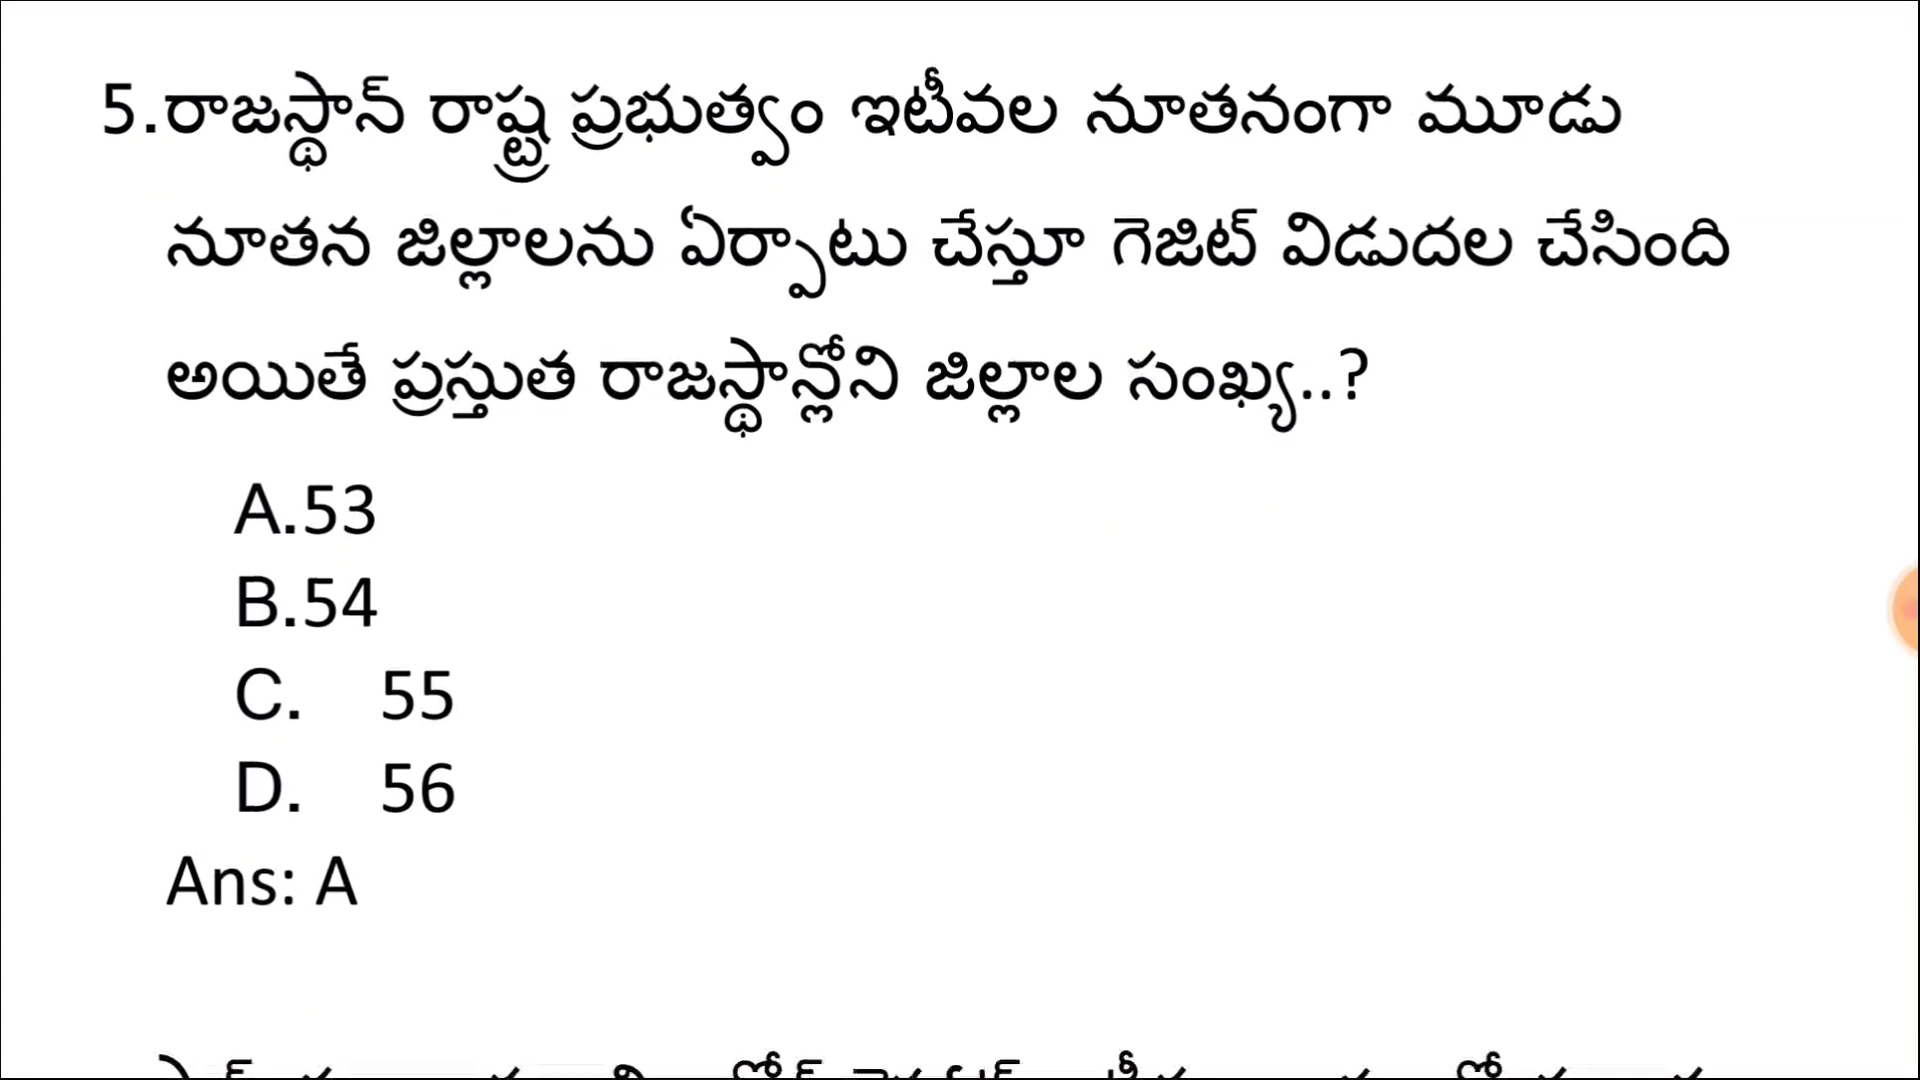 5.రాజస్థాన్ రాష్ట్ర ప్రభుత్వం ఇటీవల నూతనంగా మూడు
నూతన జిల్లాలను ఏర్పాటు చేస్తూ గెజిట్ విడుదల చేసింది
అయితే ప్రస్తుత రాజస్థాన్లోని జిల్లాల సంఖ్య..?
A.53
B.54
C. 55
D. 56
Ans: A